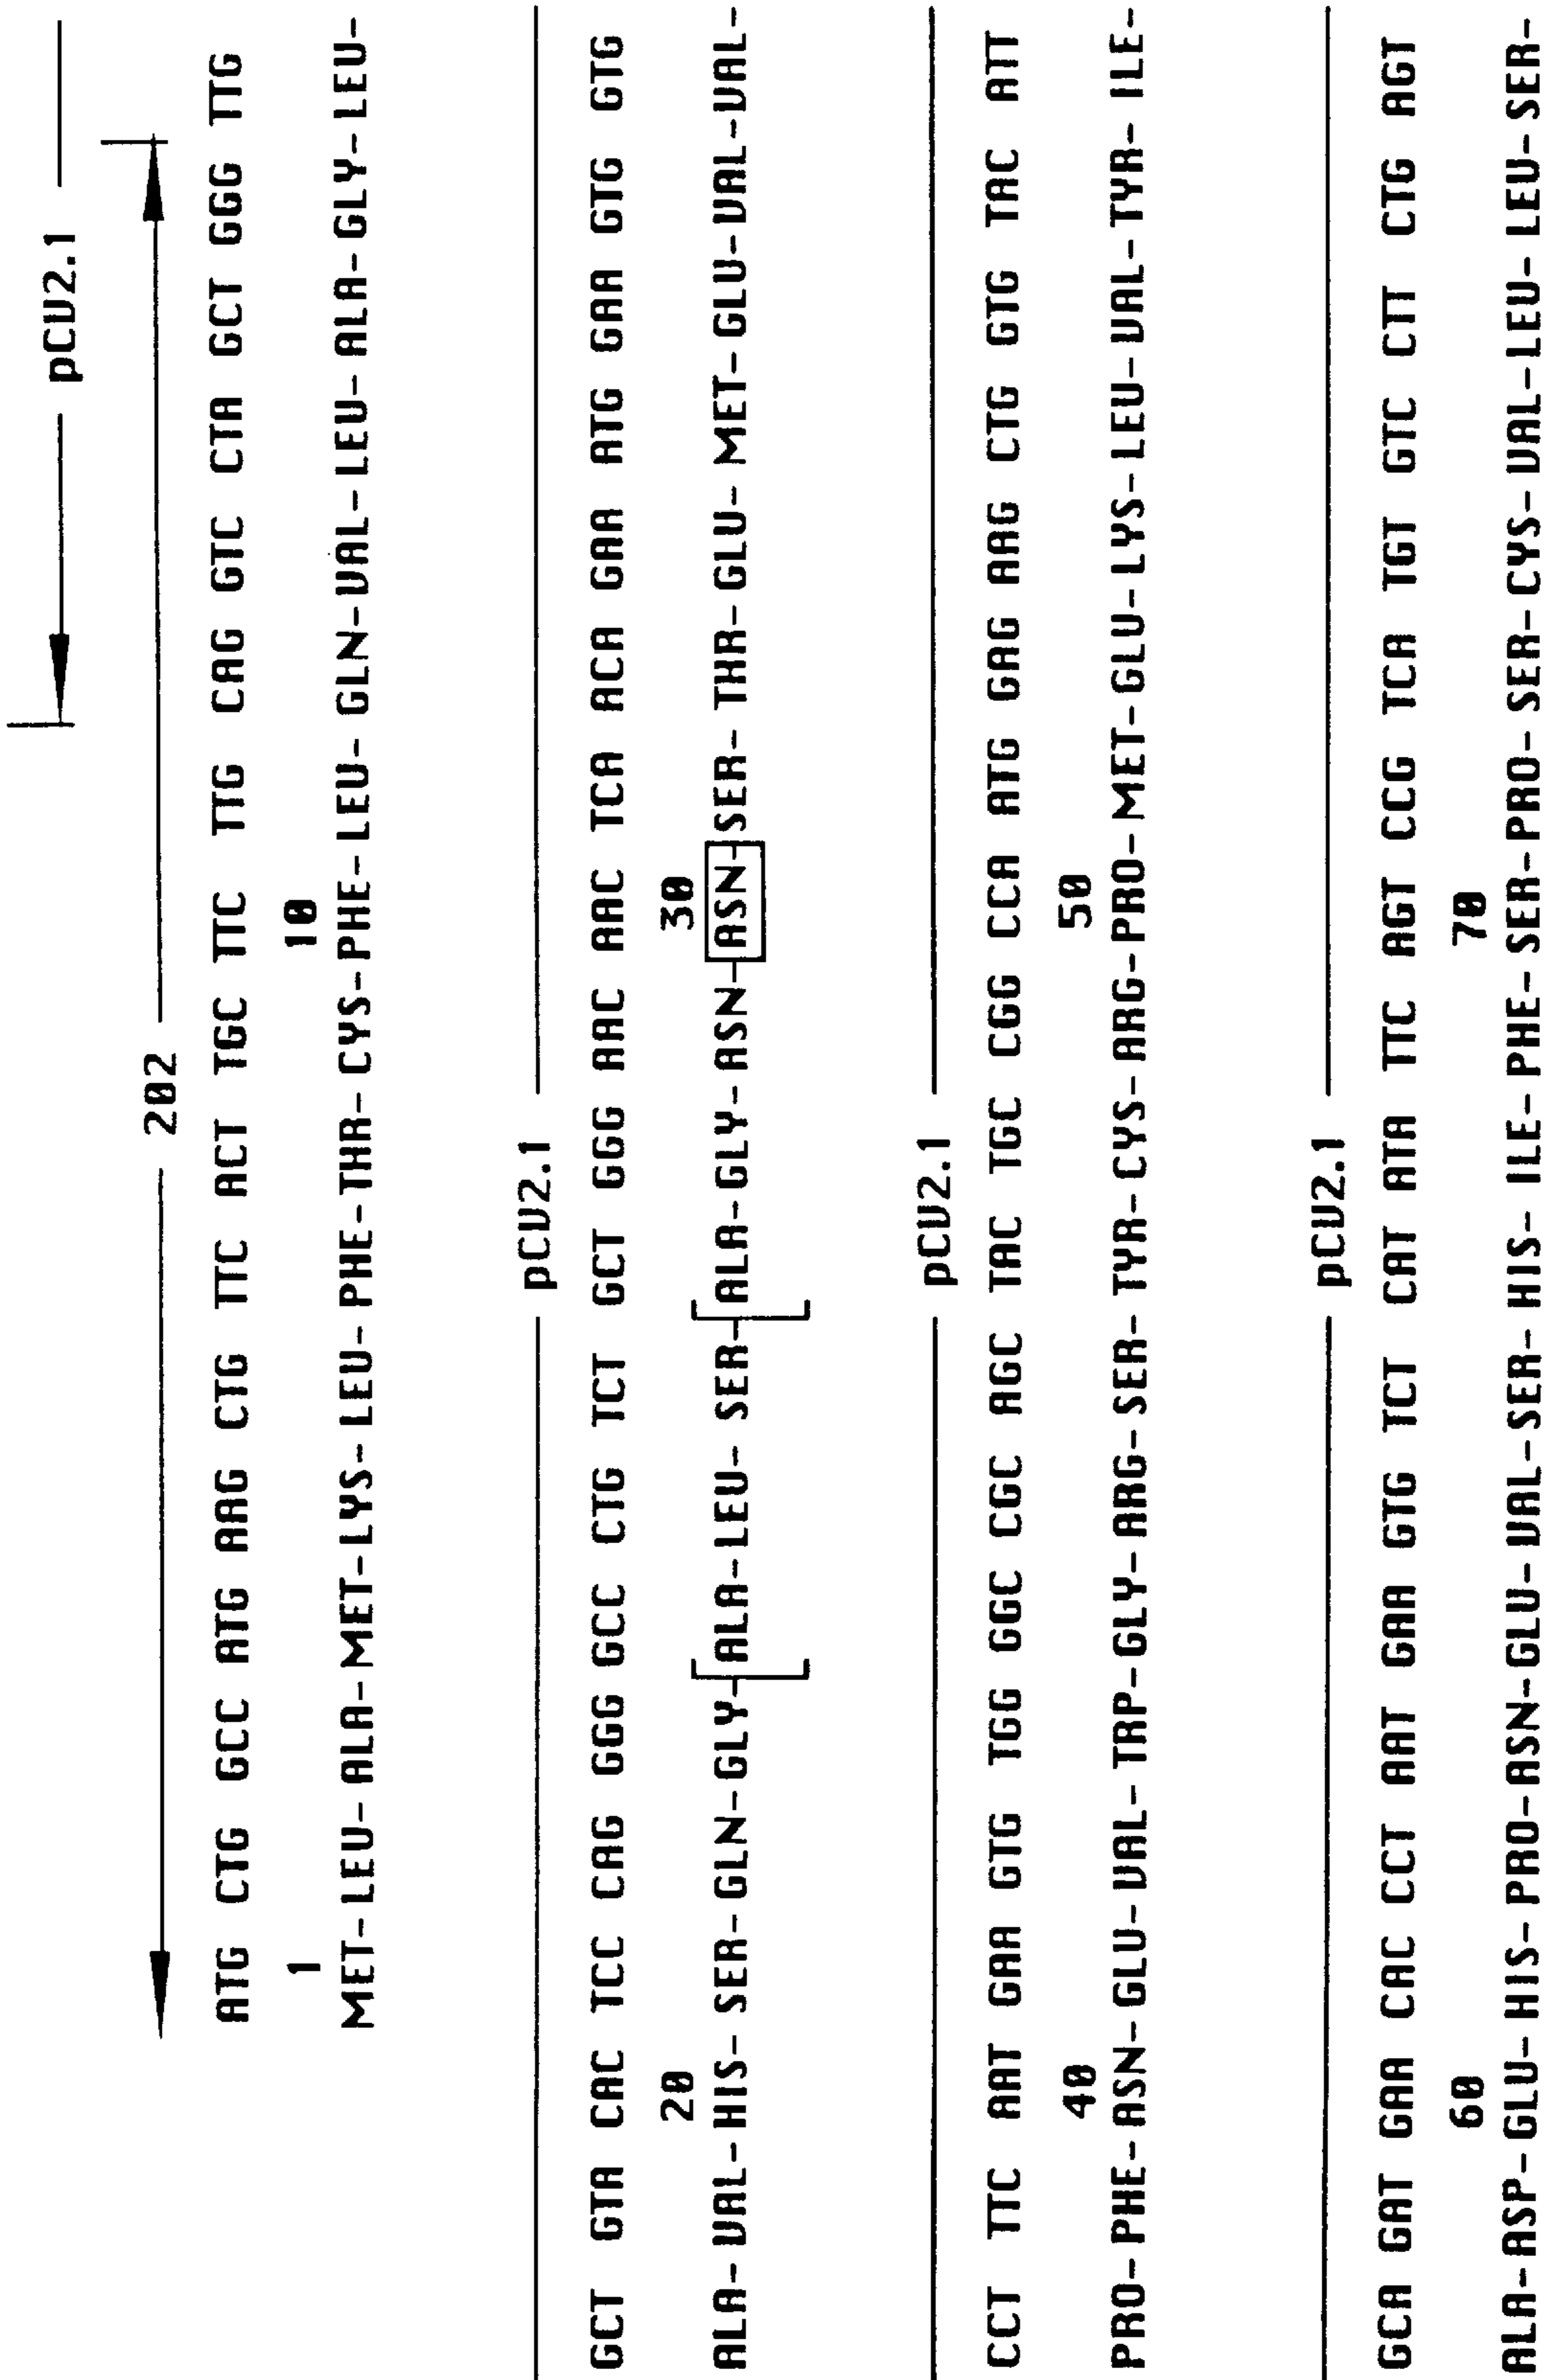 pCV2.1
202
ATG CTG GCC ATG AAG CTG TTC ACT TGC TTC TTG CAG GTC CTA GCT GGG TTG
1 10
MET-LEU-ALA-MET-LYS-LEU-PHE-THR-CYS-PHE-LEU-GLN-VAL-LEU-ALA-GLY-LEU-
pCV2.1
GCT GTA CAC TCC CAG GGG GCC CTG TCT GCT GGG AAC AAC TCA ACA GAA ATG GAA GTG GTG
20 30
ALA-VAL-HIS-SER-GLN-GLY-[ALA-LEU-SER-[ALA-GLY-ASN-ASN-SER-THR-GLU-MET-GLU-VAL-VAL-
pCV2.1
CCT TTC AAT GAA GTG TGG GGC CGC AGC TAC TGC CGG CCA ATG GAG AAG CTG GTG TAC ATT
40 50
PRO-PHE-ASN-GLU-VAL-TRP-GLY-ARG-SER-TYR-CYS-ARG-PRO-MET-GLU-LYS-LEU-VAL-TYR-ILE-
pCV2.1
GCA GAT GAA CAC CCT AAT GAA GTG TCT CAT ATA TTC AGT CCG TCA TGT GTC CTT CTG AGT
60 70
ALA-ASP-GLU-HIS-PRO-ASN-GLU-VAL-SER-HIS-ILE-PHE-SER-PRO-SER-CYS-VAL-LEU-LEU-SER-